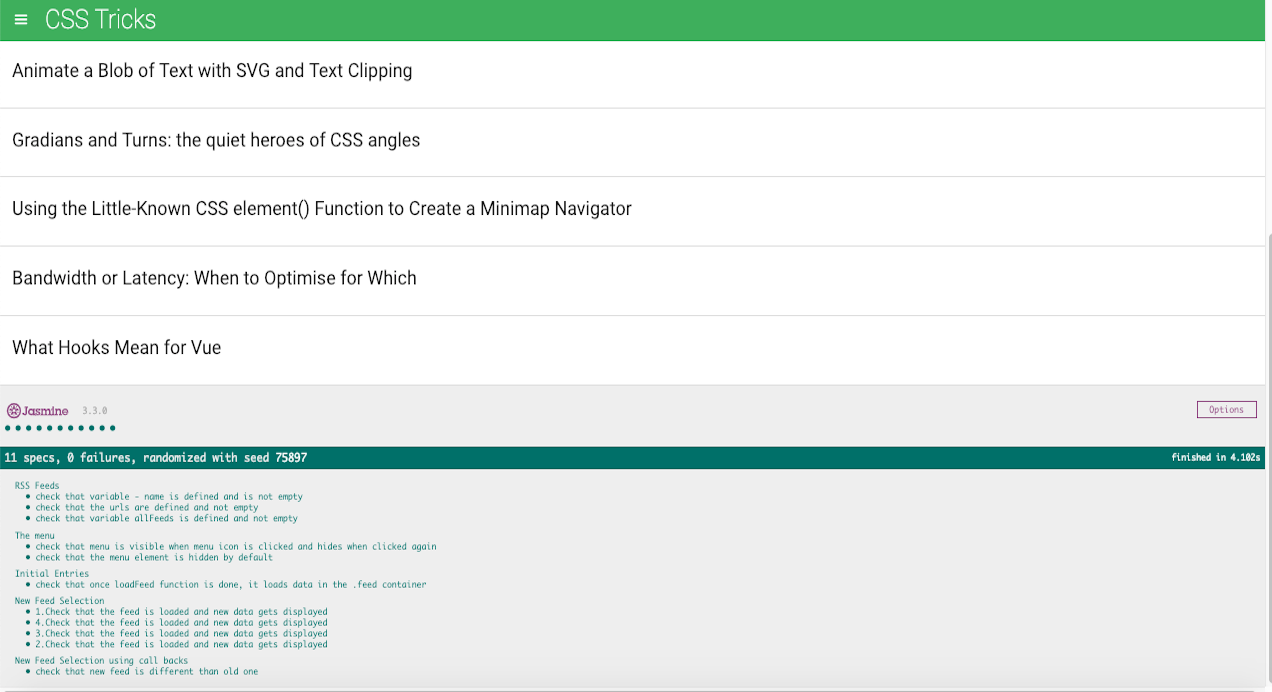 CSS Tricks
Animate a Blob of Text with SVG and Text Clipping
Gradians and Turns: the quiet heroes of CSS angles
Using the Little-Known CSS element() Function to Create a Minimap Navigator
Bandwidth or Latency: When to Optimise for Which
What Hooks Mean for Vue
Jasmine 3.3.0 Options
11 specs, 0 failures, randomized with seed 75897 finished in 4.102s
RSS Feeds
• check that variable - name is defined and is not empty
• check that the urls are defined and not empty
• check that variable allFeeds is defined and not empty
The menu
• check that menu is visible when menu icon is clicked and hides when clicked again
• check that the menu element is hidden by default
Initial Entries
• check that once loadFeed function is done, it loads data in the .feed container
New Feed Selection
• 1.Check that the feed is loaded and new data gets displayed
• 4.Check that the feed is loaded and new data gets displayed
• 3.Check that the feed is loaded and new data gets displayed
• 2.Check that the feed is loaded and new data gets displayed
New Feed Selection using call backs
• check that new feed is different than old one